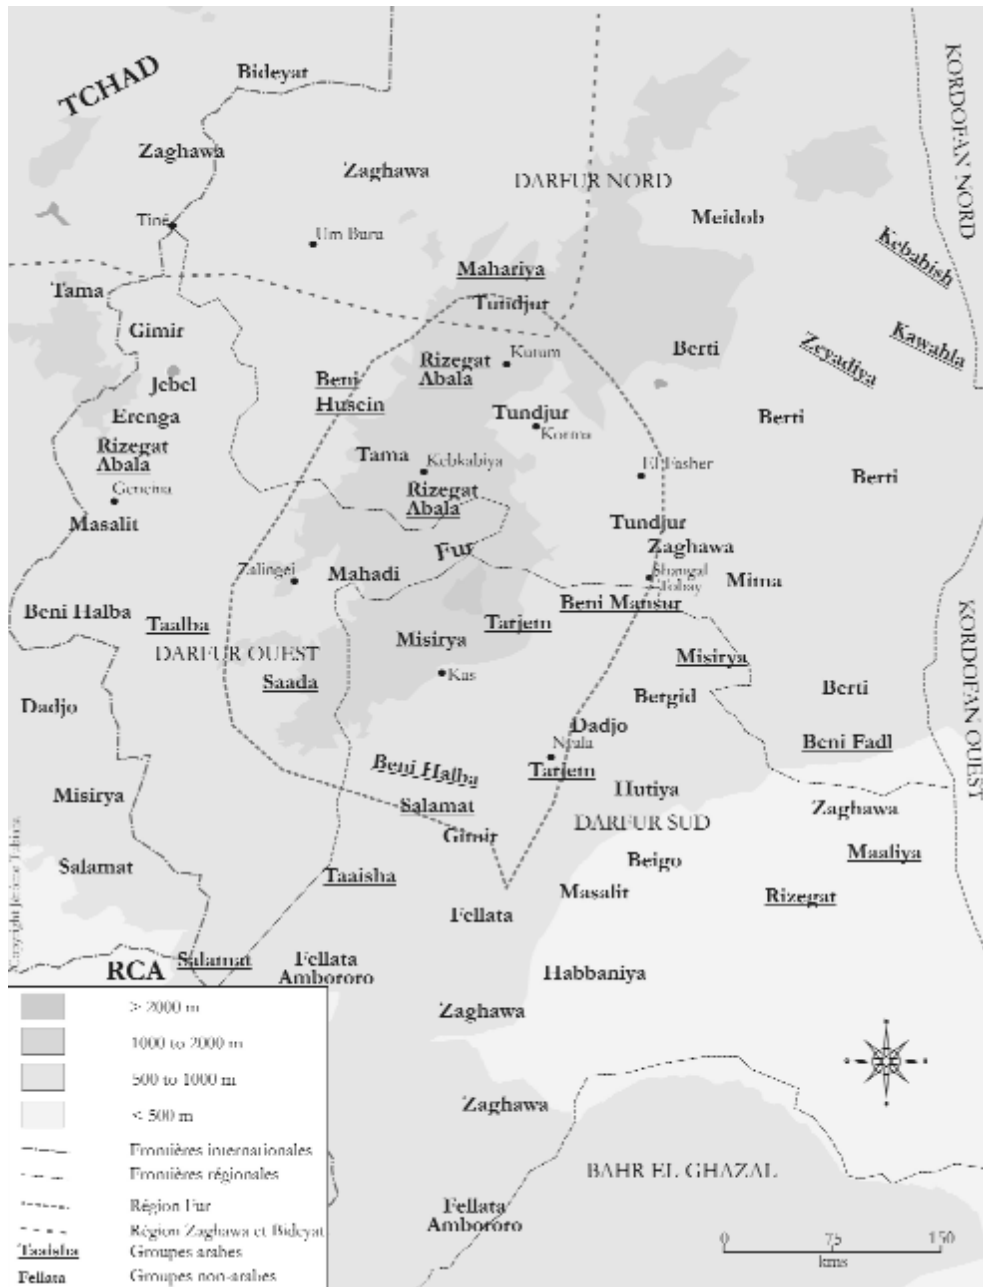 TCHAD
Bideyat
KORDOFAN NORD
Zaghawa
Zaghawa
DARFUR NORD
Tiné
Meidob
Um Buru
Kebabish
Mahariya
Tama
Tundjur
Gimir
Kawahla
Zeyadiya
Berti
Kutum
Rizegat
Abala
Jebel
Beni
Husein
Erenga
Tundjur
Berti
Korma
Rizegat
Abala
Tama
Kebkabiya
El Fasher
Berti
Geneina
Rizegat
Abala
Masalit
Tundjur
Fur
Zaghawa
Zalingei
Mahadi
Shangal
Tobay
Mima
Beni Halba
Taalba
Beni Mansur
KORDOFAN OUEST
Tarjem
Misirya
DARFUR OUEST
Misirya
Saada
Kas
Berti
Bergid
Dadjo
Dadjo
Beni Fadl
Nyala
Beni Halba
Tarjem
Misirya
Hutiya
Salamat
Zaghawa
DARFUR SUD
Gimir
Maaliya
Salamat
Beigo
Taaisha
Masalit
Rizegat
Fellata
RCA
Salamat
Fellata
Ambororo
Habbaniya
Zaghawa
Zaghawa
BAHR EL GHAZAL
Fellata
Ambororo
> 2000 m
1000 to 2000 m
500 to 1000 m
< 500 m
Frontières internationales
Frontières régionales
Région Fur
Région Zaghawa et Bideyat
Taaisha Groupes arabes
Fellata Groupes non-arabes
0 75 150
kms